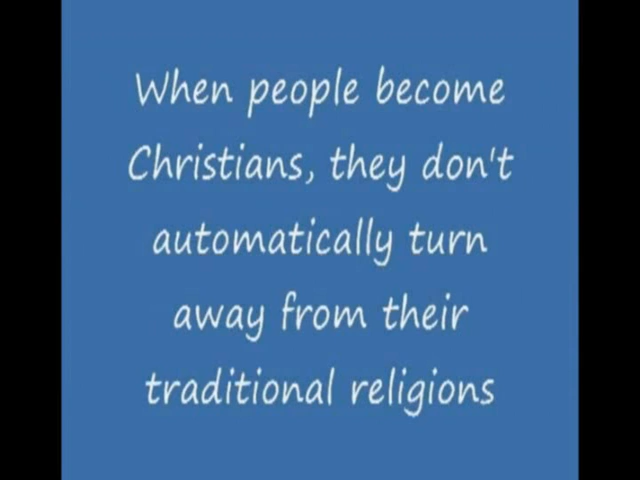 When people become
Christians, they don't
automatically turn
away from their
traditional religions